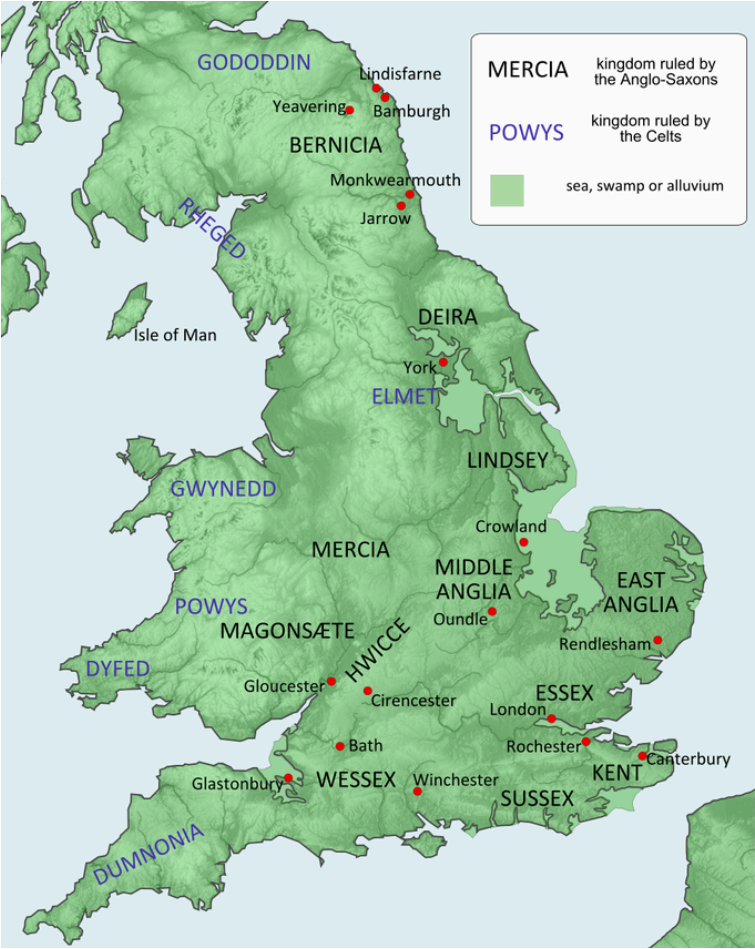 GODODDIN
Lindisfarne
Yeavering
Bamburgh
BERNICIA
Monkwearmouth
Jarrow
RHEGED
MERCIA
kingdom ruled by
the Anglo-Saxons
POWYS
kingdom ruled by
the Celts
sea, swamp or alluvium
Isle of Man
DEIRA
York
ELMET
LINDSEY
GWYNEDD
Crowland
MERCIA
MIDDLE
ANGLIA
EAST
ANGLIA
POWYS
MAGONSÆTE
Oundle
HWICCE
Rendlesham
DYFED
Gloucester
Cirencester
ESSEX
London
Bath
Rochester
Canterbury
KENT
Glastonbury
WESSEX
Winchester
SUSSEX
DUMNONIA